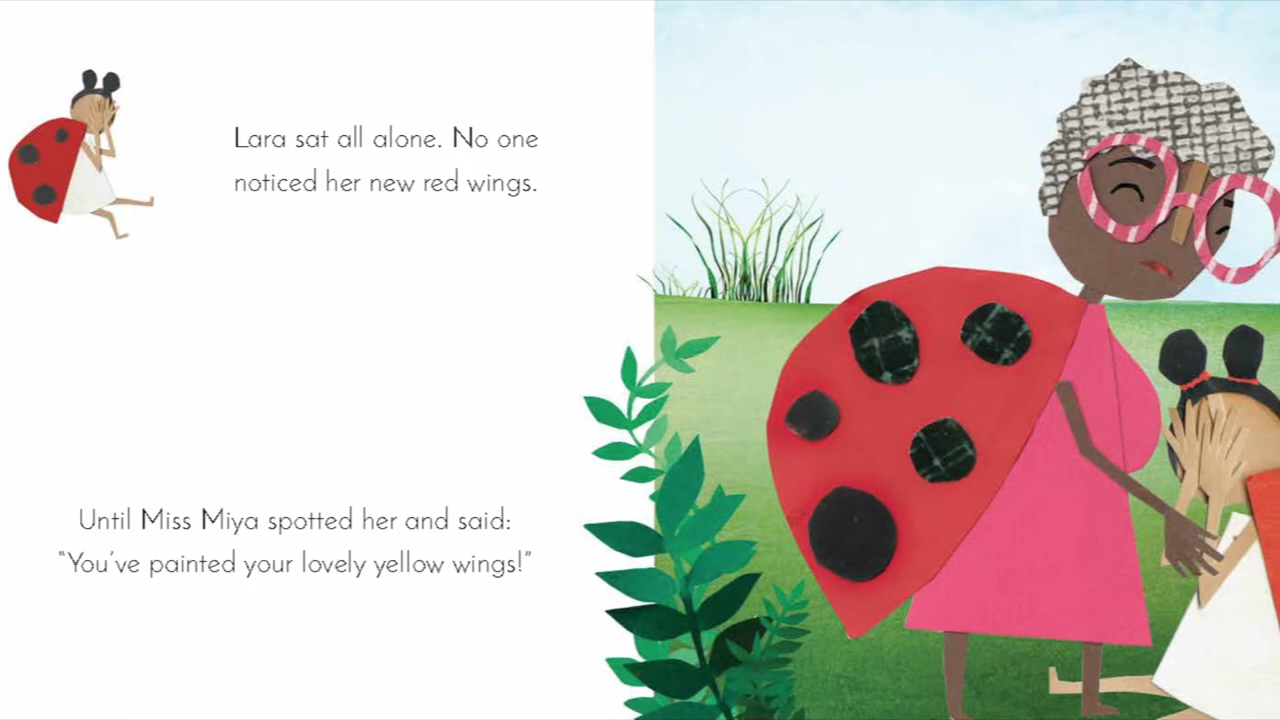 Lara sat all alone. No one
noticed her new red wings.
Until Miss Miya spotted her and said:
“You’ve painted your lovely yellow wings!”